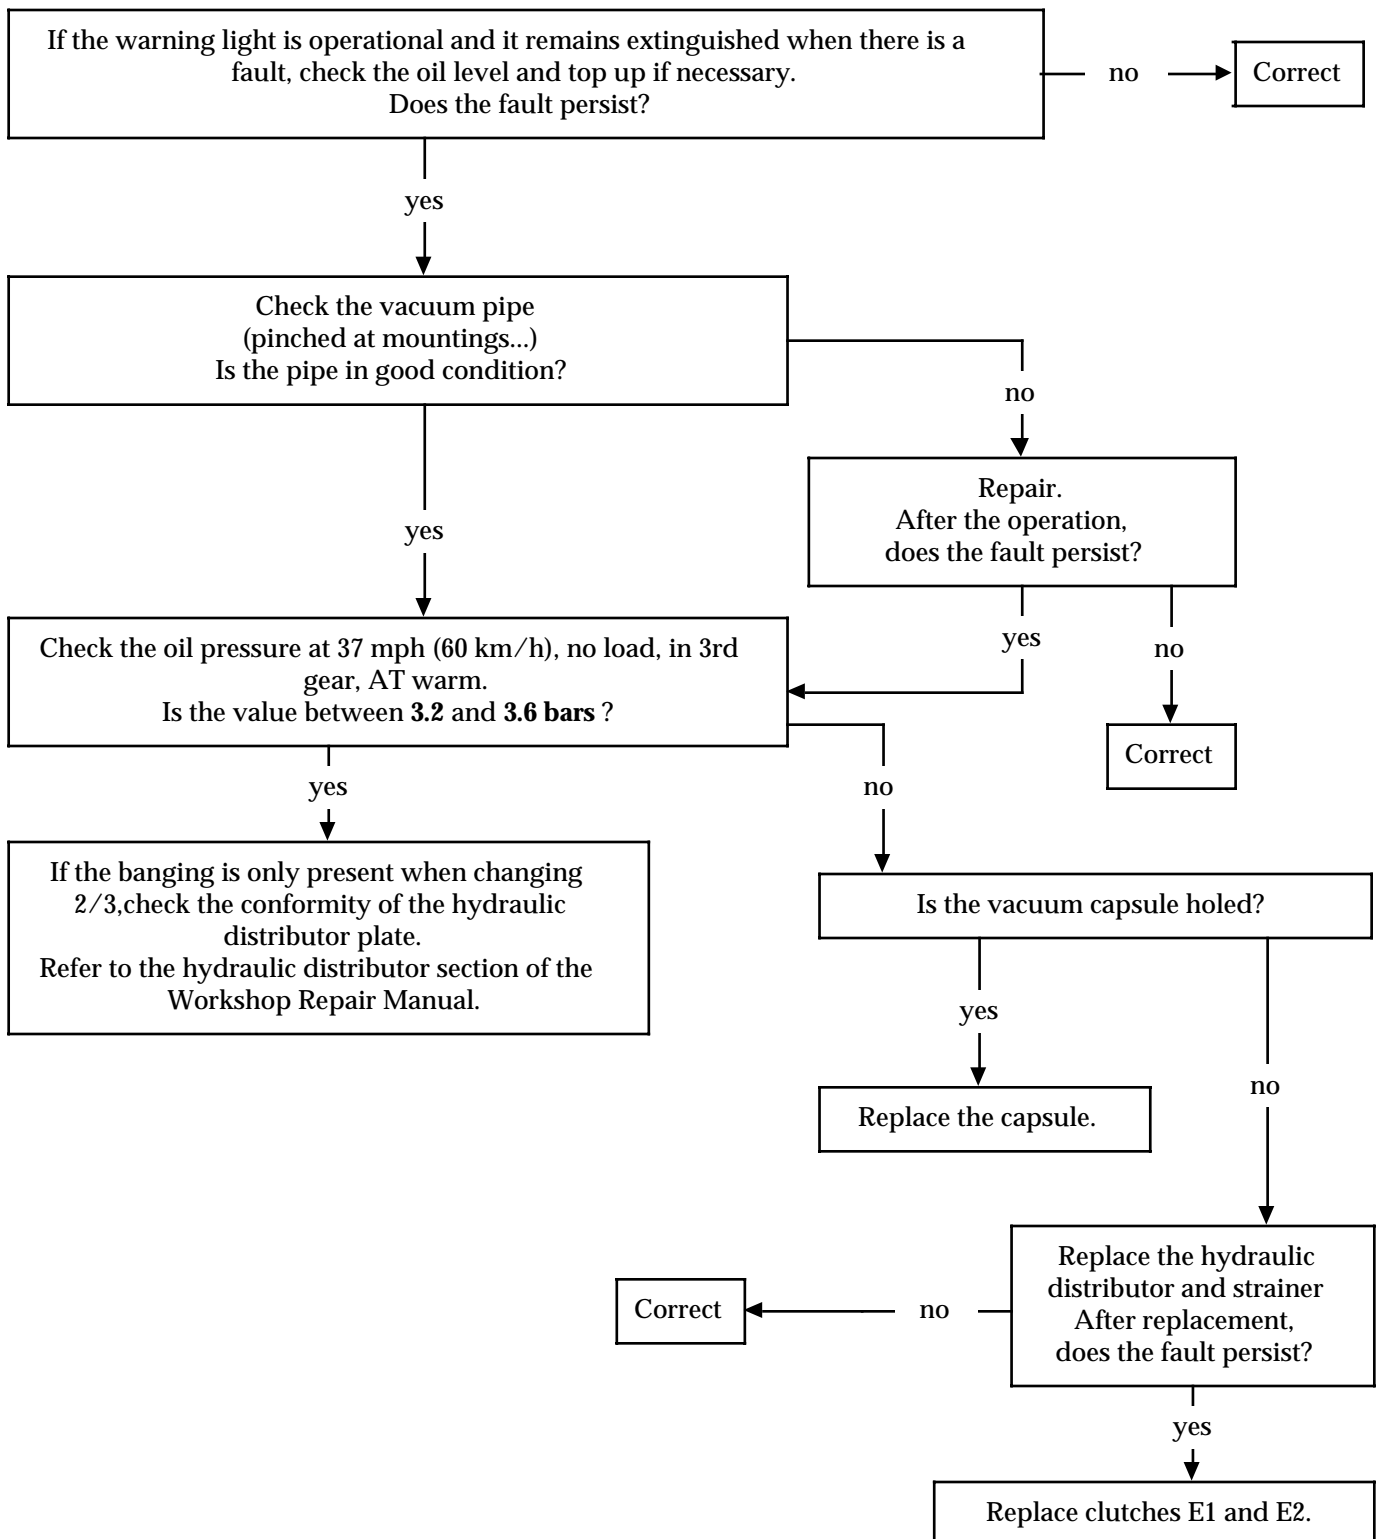 If the warning light is operational and it remains extinguished when there is a
fault, check the oil level and top up if necessary.
Does the fault persist?
no
Correct
yes
Check the vacuum pipe
(pinched at mountings...)
Is the pipe in good condition?
no
yes
Repair.
After the operation,
does the fault persist?
yes
no
Correct
Check the oil pressure at 37 mph (60 km/h), no load, in 3rd
gear, AT warm.
Is the value between 3.2 and 3.6 bars ?
yes
no
If the banging is only present when changing
2/3,check the conformity of the hydraulic
distributor plate.
Refer to the hydraulic distributor section of the
Workshop Repair Manual.
Is the vacuum capsule holed?
yes
no
Replace the capsule.
Replace the hydraulic
distributor and strainer
After replacement,
does the fault persist?
no
Correct
yes
Replace clutches E1 and E2.